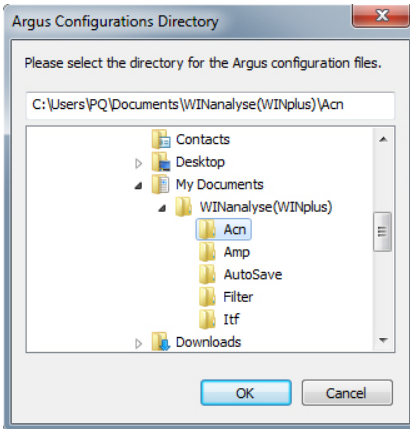 Argus Configurations Directory
Please select the directory for the Argus configuration files.
C:\Users\PQ\Documents\WINanalyse(WINplus)\Acn
Contacts
Desktop
My Documents
WINanalyse(WINplus)
Acn
Amp
AutoSave
Filter
Itf
Downloads
OK Cancel